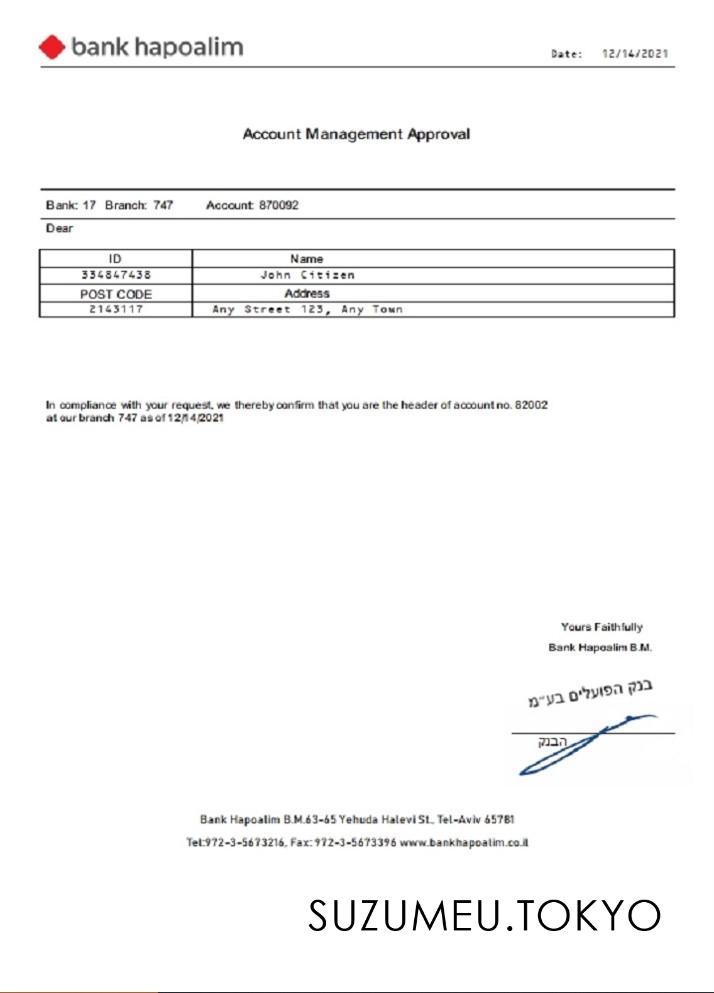 bank hapoalim
Date: 12/14/2021
Account Management Approval
Bank: 17 Branch: 747 Account: 870092
Dear
ID Name
334847438 John Citizen
POST CODE Address
2143117 Any Street 123, Any Town
In compliance with your request, we thereby confirm that you are the header of account no. 82002
at our branch 747 as of 12/14/2021
Yours Faithfully
Bank Hapoalim B.M.
בנק הפועלים בע״מ
הבנק
Bank Hapoalim B.M.63-65 Yehuda Halevi St., Tel-Aviv 65781
Tel:972-3-5673216, Fax:972-3-5673396 www.bankhapoalim.co.il
SUZUMEU.TOKYO